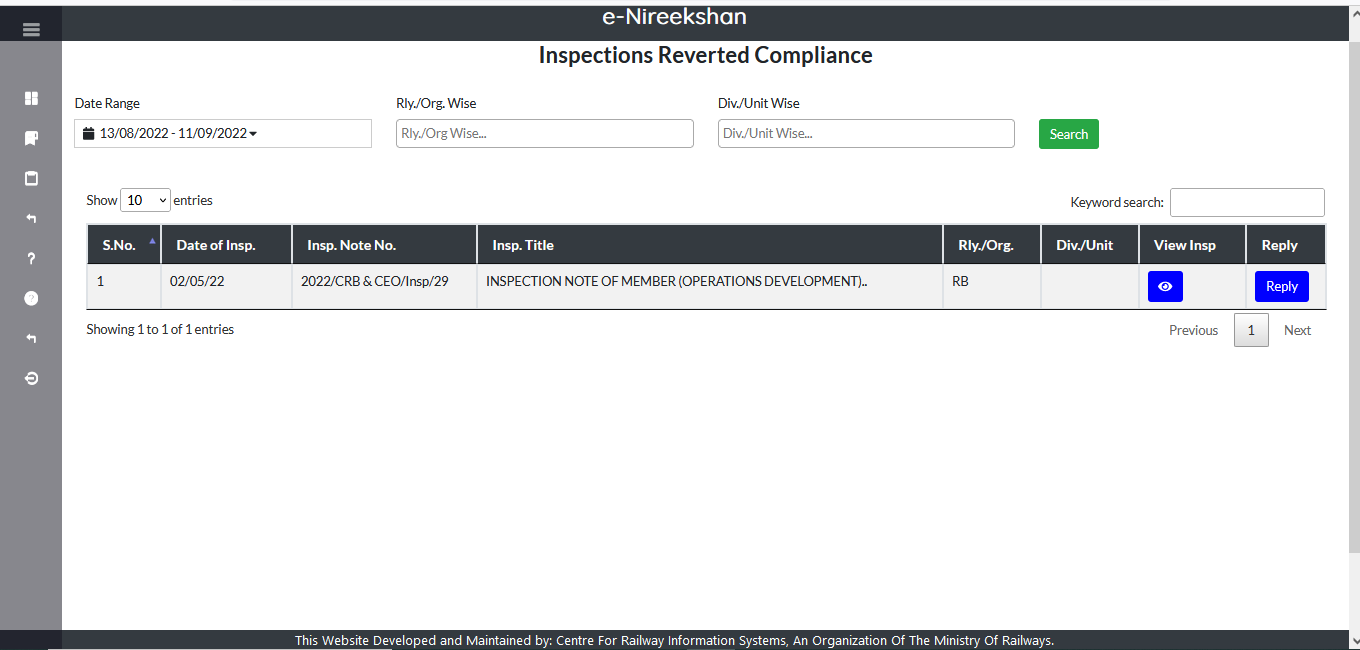 e-Nireekshan
Inspections Reverted Compliance
Date Range
Rly./Org. Wise
Div./Unit Wise
13/08/2022 - 11/09/2022
Rly./Org Wise...
Div./Unit Wise...
Search
Show 10 entries
Keyword search:
S.No. Date of Insp. Insp. Note No. Insp. Title Rly./Org. Div./Unit View Insp Reply
1 02/05/22 2022/CRB & CEO/Insp/29 INSPECTION NOTE OF MEMBER (OPERATIONS DEVELOPMENT).. RB Reply
Showing 1 to 1 of 1 entries
Previous 1 Next
This Website Developed and Maintained by: Centre For Railway Information Systems, An Organization Of The Ministry Of Railways.